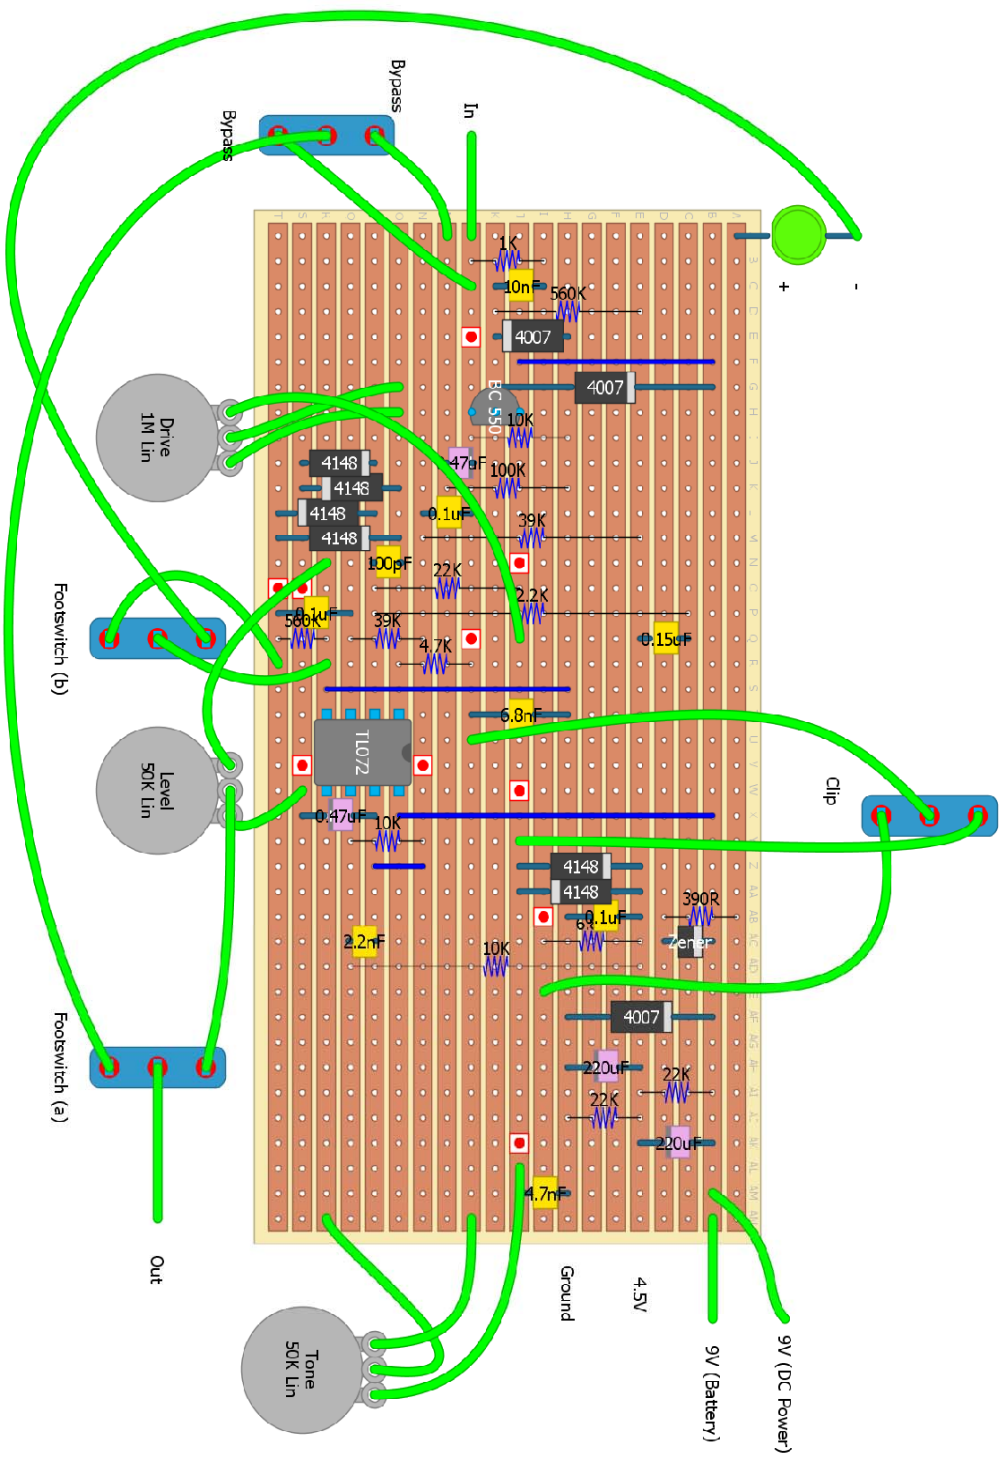 Bypass
Bypass
In
+
-
1K
10nF
560K
4007
4007
BC 550
10K
.47uF
100K
0.1uF
39K
4148
4148
4148
4148
100pF
22K
2.2K
0.1uF
560K
39K
4.7K
0.15uF
6.8nF
TL072
0.47uF
10K
4148
4148
0.1uF
390R
Zener
2.2nF
10K
4007
220uF
22K
22K
220uF
4.7nF
Drive
1M Lin
Footswitch (b)
Level
50K Lin
Clip
Footswitch (a)
Out
Tone
50K Lin
Ground
4.5V
9V (Battery)
9V (DC Power)